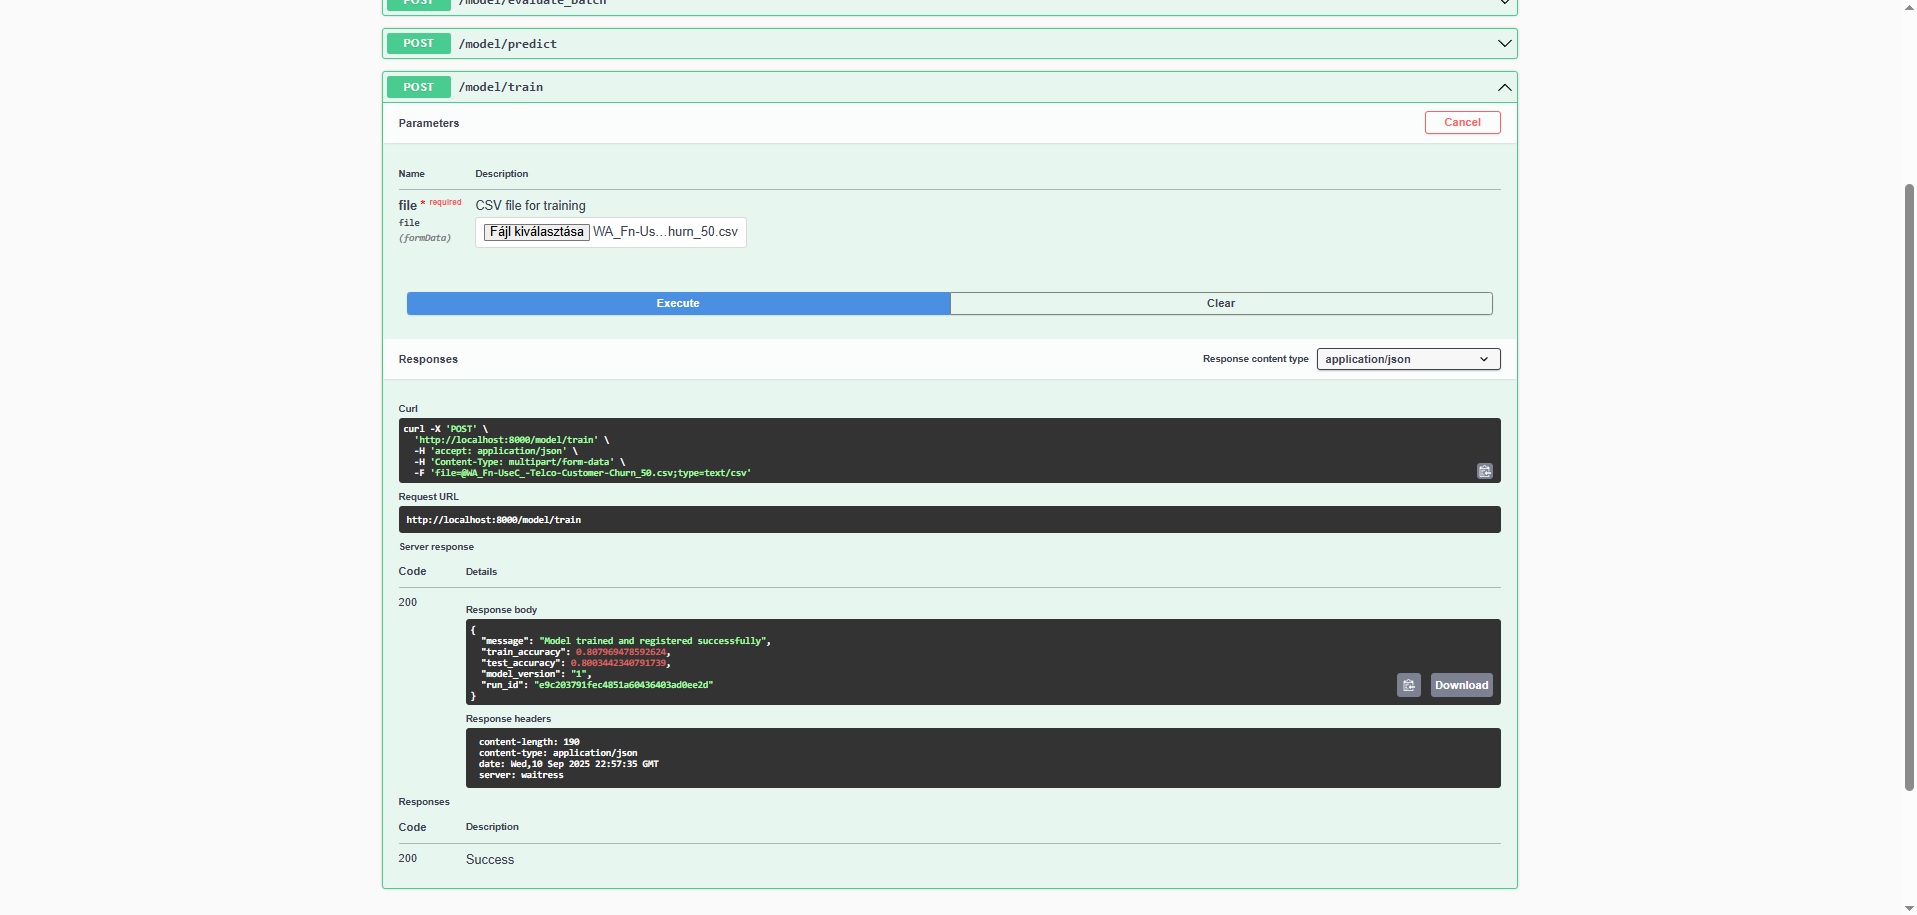 POST /model/evaluate_batch
POST /model/predict
POST /model/train
Parameters
Cancel
Name Description
file * required CSV file for training
file
(formData)
Fájl kiválasztása WA_Fn-Us...hurn_50.csv
Execute Clear
Responses Response content type application/json
Curl
curl -X 'POST' \
'http://localhost:8000/model/train' \
-H 'accept: application/json' \
-H 'Content-Type: multipart/form-data' \
-F 'file=@WA_Fn-UseC_-Telco-Customer-Churn_50.csv;type=text/csv'
Request URL
http://localhost:8000/model/train
Server response
Code Details
200
Response body
{
"message": "Model trained and registered successfully",
"train_accuracy": 0.807969478592624,
"test_accuracy": 0.8003442340791739,
"model_version": "1",
"run_id": "e9c203791fec4851a60436403ad0ee2d"
}
Download
Response headers
content-length: 190
content-type: application/json
date: Wed,10 Sep 2025 22:57:35 GMT
server: waitress
Responses
Code Description
200 Success